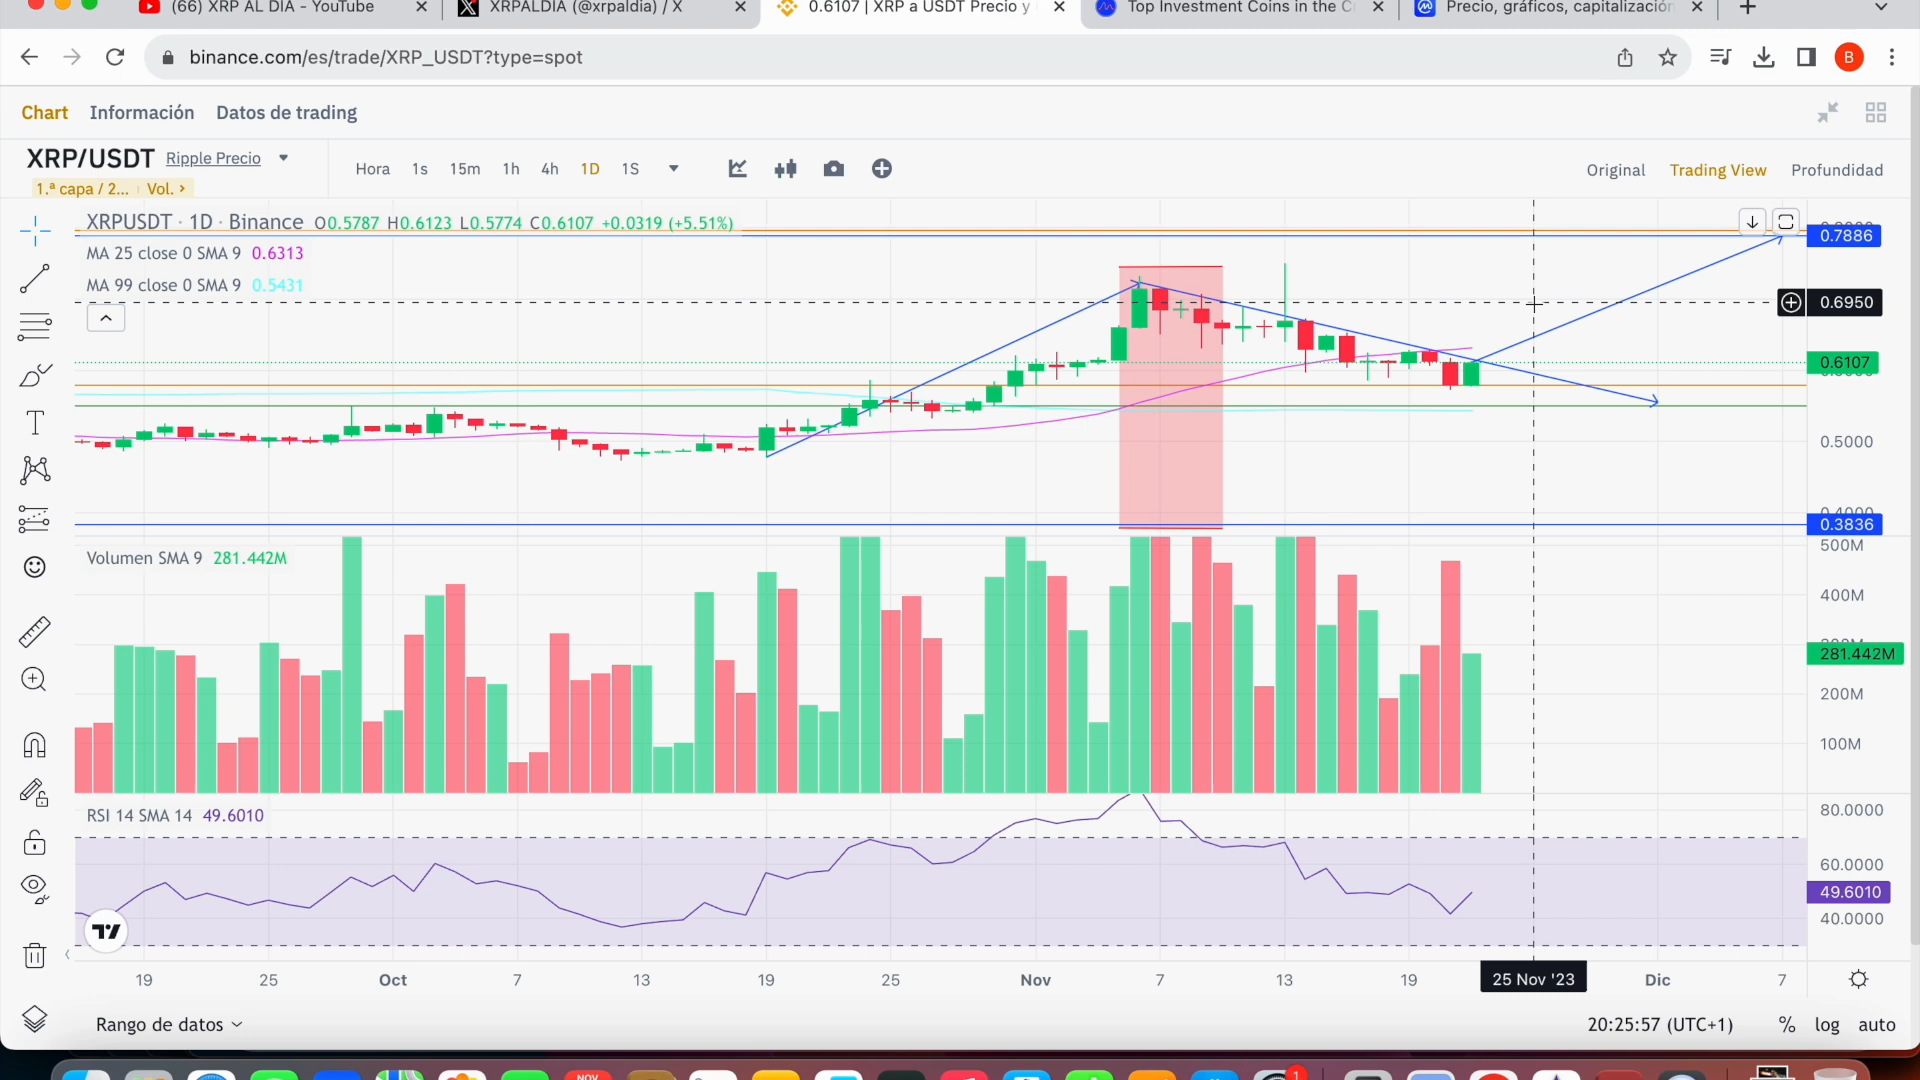 (66) XRP AL DIA - YouTube
XRPALDIA (@xrpaldia) / X
0.6107 | XRP a USDT Precio y
Top Investment Coins in the C
Precio, gráficos, capitalización
binance.com/es/trade/XRP_USDT?type=spot
B
Chart Información Datos de trading
XRP/USDT Ripple Precio
1.ª capa / 2... Vol. >
Hora 1s 15m 1h 4h 1D 1S
Original Trading View Profundidad
XRPUSDT · 1D · Binance O0.5787 H0.6123 L0.5774 C0.6107 +0.0319 (+5.51%)
MA 25 close 0 SMA 9 0.6313
MA 99 close 0 SMA 9 0.5431
0.7886
0.6950
0.6107
0.5000
0.4000
0.3836
Volumen SMA 9 281.442M
500M
400M
281.442M
200M
100M
RSI 14 SMA 14 49.6010
80.0000
60.0000
49.6010
40.0000
19 25 Oct 7 13 19 25 Nov 7 13 19 25 Nov '23 Dic 7
Rango de datos
20:25:57 (UTC+1) % log auto
NOV
1